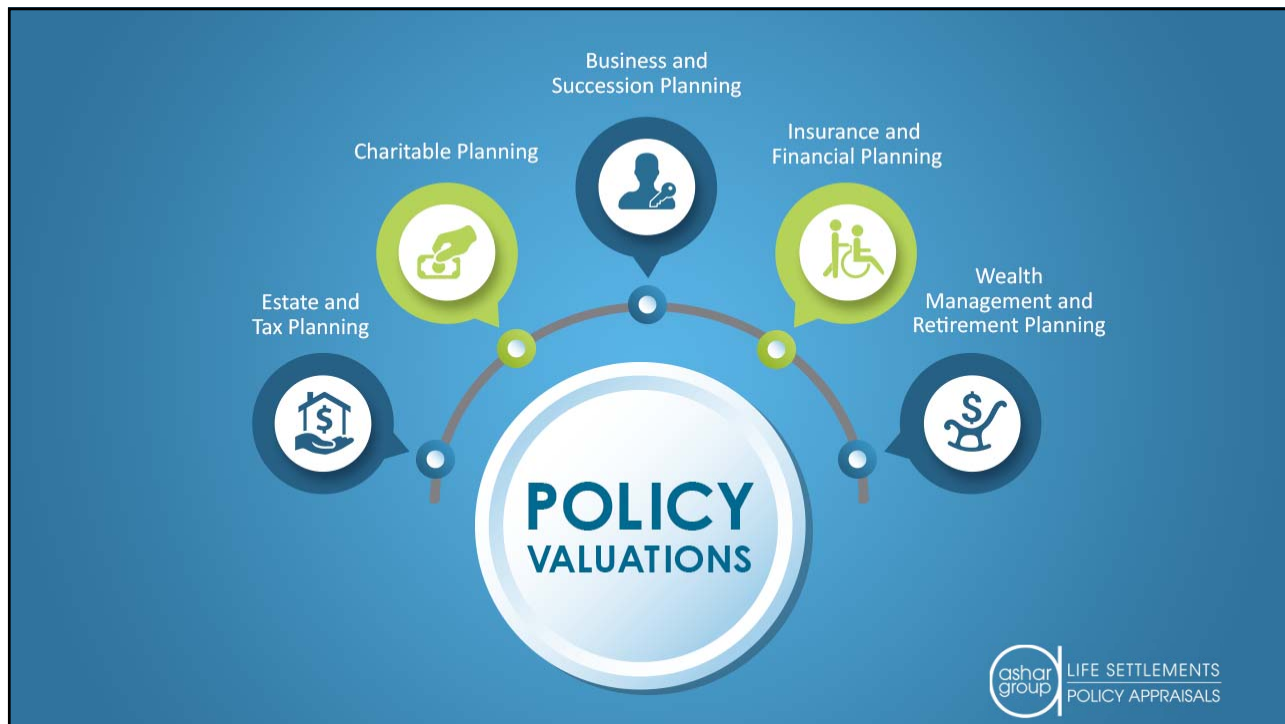 Business and
Succession Planning
Charitable Planning
Insurance and
Financial Planning
Estate and
Tax Planning
Wealth
Management and
Retirement Planning
$
$
POLICY
VALUATIONS
ashar
group
LIFE SETTLEMENTS
POLICY APPRAISALS